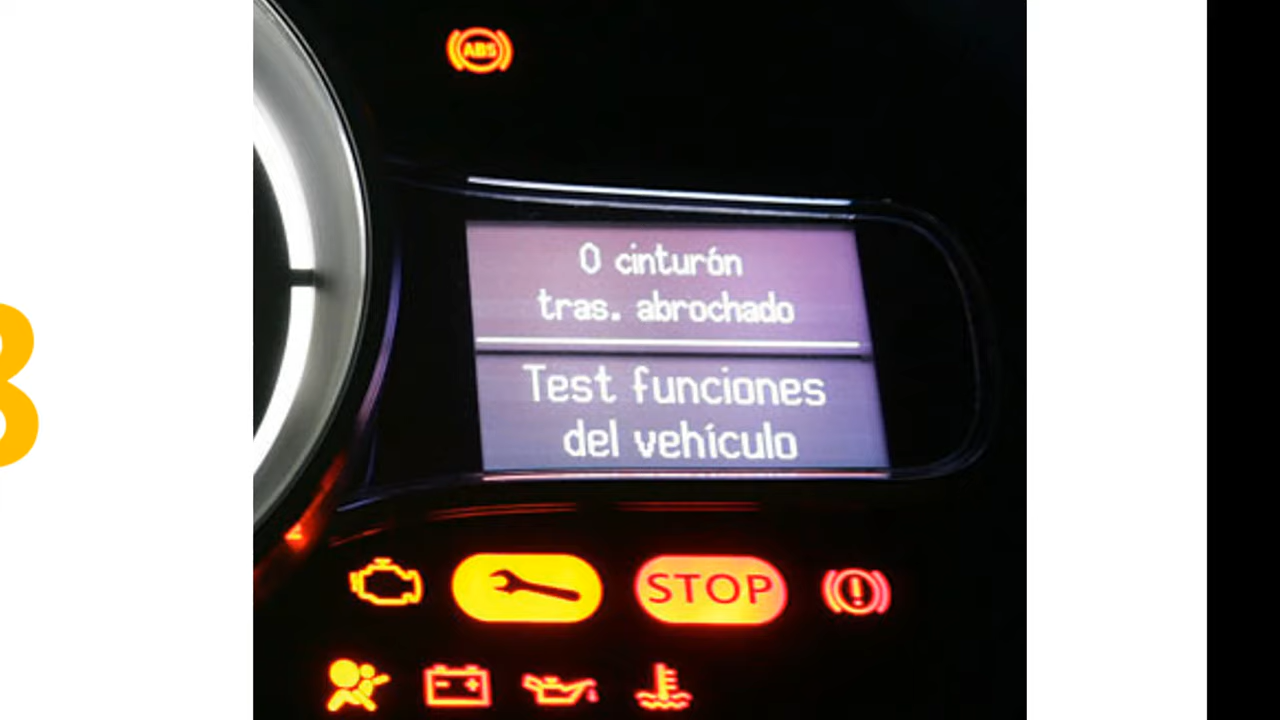 ABS
0 cinturón
tras. abrochado
Test funciones
del vehículo
STOP